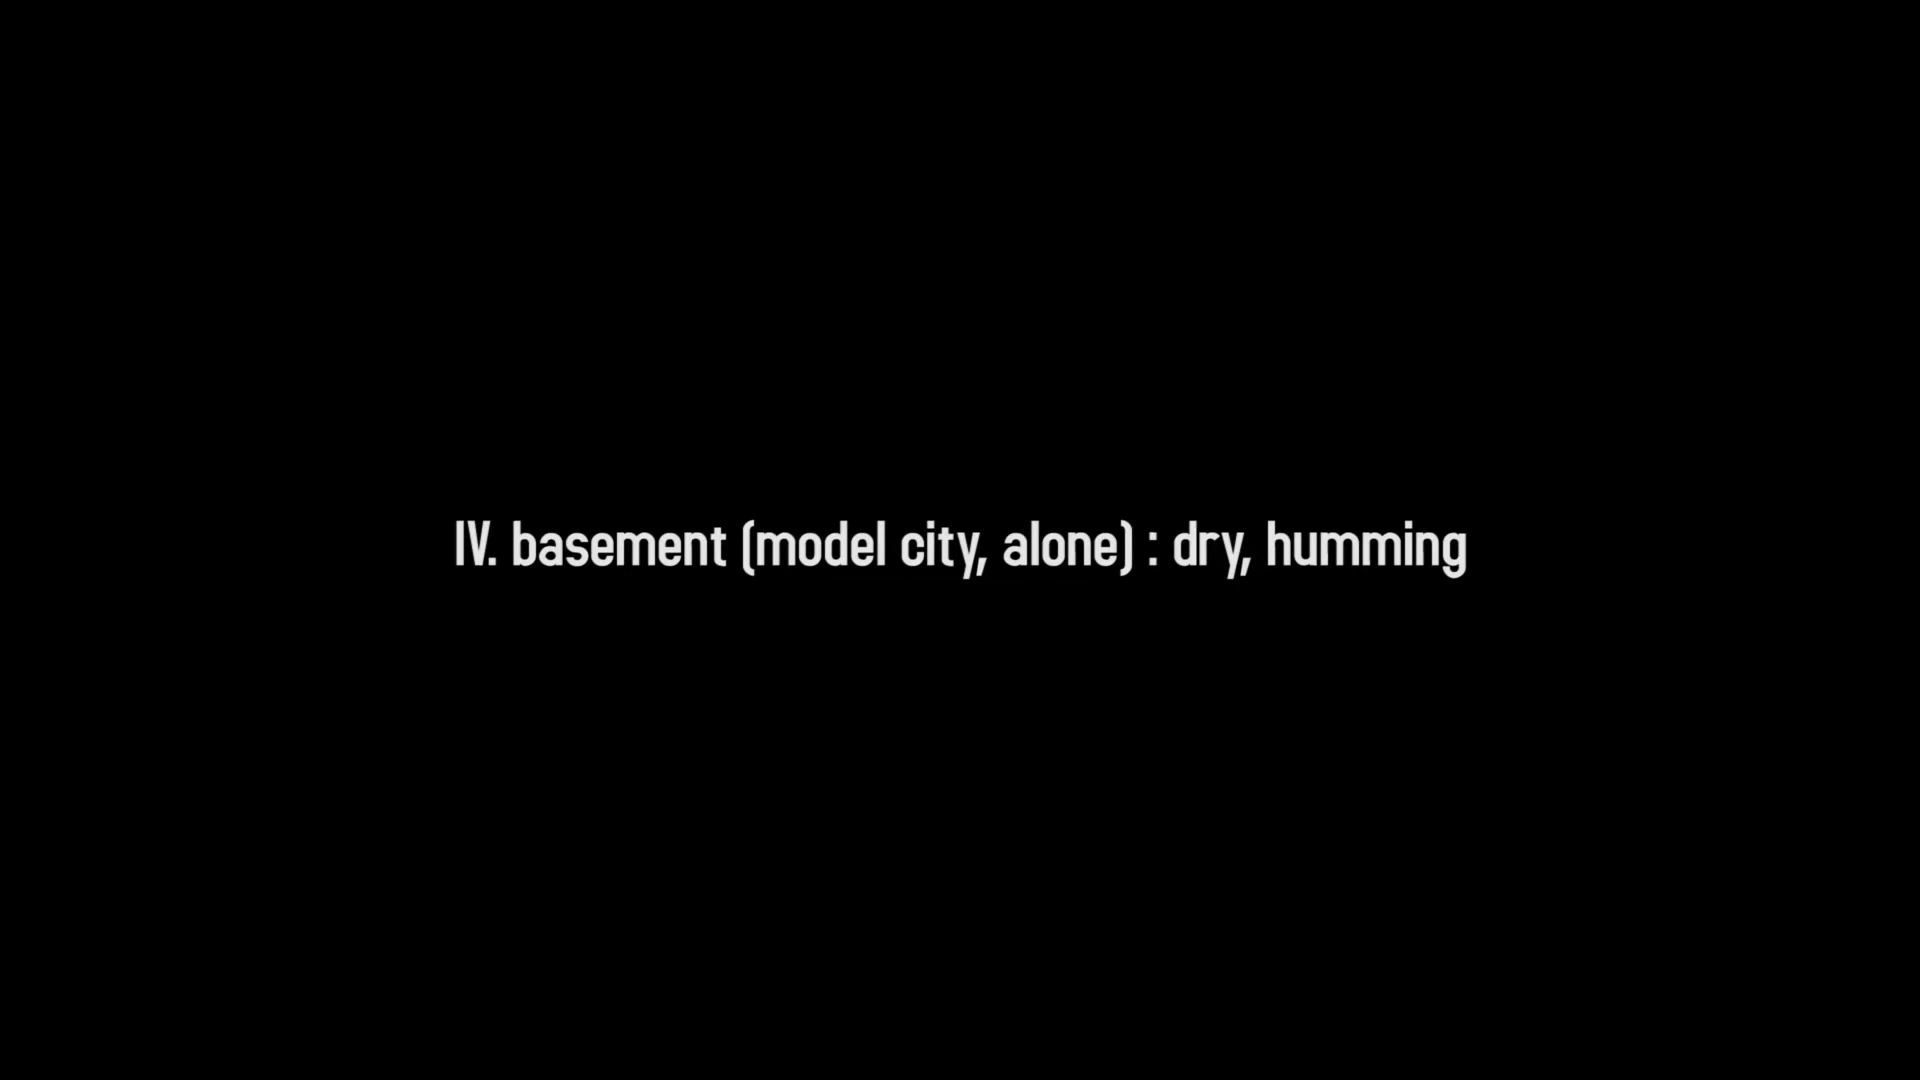 IV. basement (model city, alone) : dry, humming